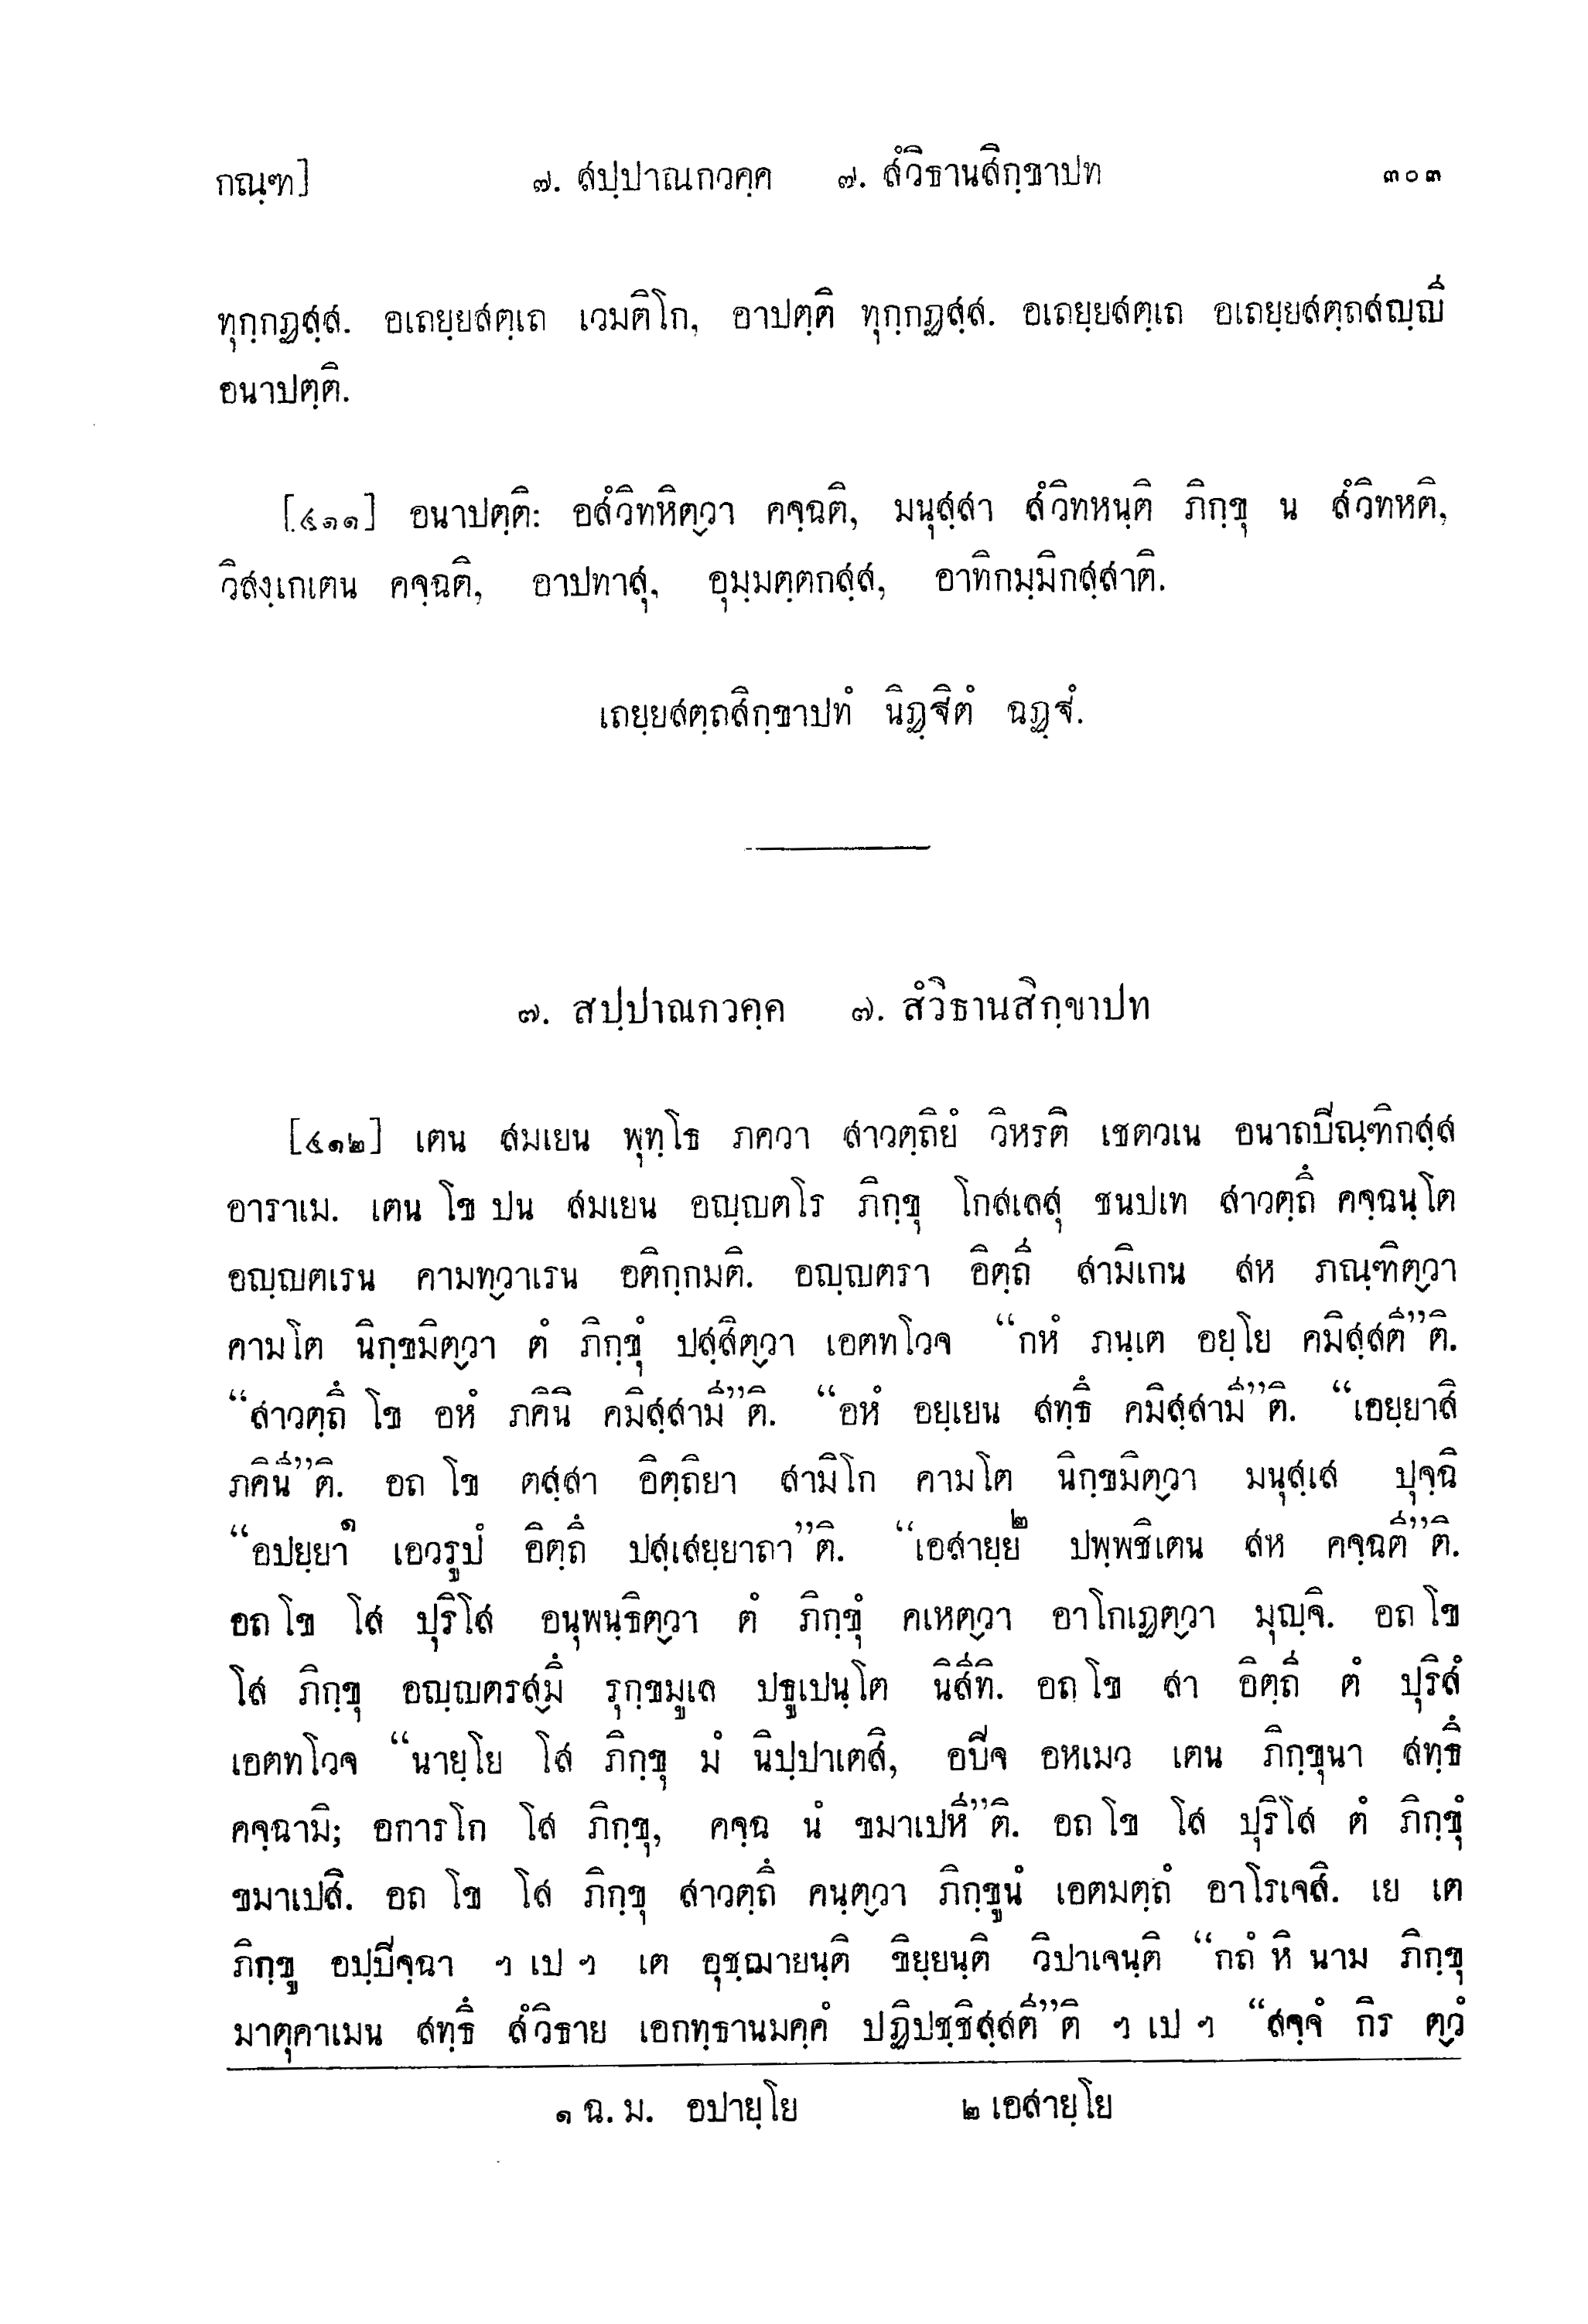 กณฺฑ] ๗. สปฺปาณกวคฺค ๗. สํวิธานสิกฺขาปท ๓๐๓
ทุกฺกฏสฺส. อเถยฺยสตฺเถ เวมติโก, อาปตฺติ ทุกฺกฏสฺส. อเถยฺยสตฺเถ อเถยฺยสตฺถสญฺญี
อนาปตฺติ.
[๔๑๑] อนาปตฺติ: อสํวิทหิตฺวา คจฺฉติ, มนุสฺสา สํวิทหนฺติ ภิกฺขุ น สํวิทหติ,
วิสงฺเกเตน คจฺฉติ, อาปทาสุ, อุมฺมตฺตกสฺส, อาทิกมฺมิกสฺสาติ.
เถยฺยสตฺถสิกฺขาปทํ นิฏฺฐิตํ ฉฏฺฐํ.
๗. สปฺปาณกวคฺค ๗. สํวิธานสิกฺขาปท
[๔๑๒] เตน สมเยน พุทฺโธ ภควา สาวตฺถิยํ วิหรติ เชตวเน อนาถปิณฺฑิกสฺส
อาราเม. เตน โข ปน สมเยน อญฺญตโร ภิกฺขุ โกสเลสุ ชนปเท สาวตฺถึ คจฺฉนฺโต
อญฺญตเรน คามทฺวาเรน อติกฺกมติ. อญฺญตรา อิตฺถี สามิเกน สห ภณฺฑิตฺวา
คามโต นิกฺขมิตฺวา ตํ ภิกฺขุํ ปสฺสิตฺวา เอตทโวจ “กหํ ภนฺเต อยฺโย คมิสฺสตี”ติ.
“สาวตฺถึ โข อหํ ภคินิ คมิสฺสามี”ติ. “อหํ อยฺเยน สทฺธึ คมิสฺสามี”ติ. “เอยฺยาสิ
ภคินี”ติ. อถ โข ตสฺสา อิตฺถิยา สามิโก คามโต นิกฺขมิตฺวา มนุสฺเส ปุจฺฉิ
“อปยฺยา๑ เอวรูปํ อิตฺถึ ปสฺเสยฺยาถา”ติ. “เอสายฺย๒ ปพฺพชิเตน สห คจฺฉตี”ติ.
อถ โข โส ปุริโส อนุพนฺธิตฺวา ตํ ภิกฺขุํ คเหตฺวา อาโกเฏตฺวา มุญฺจิ. อถ โข
โส ภิกฺขุ อญฺญตรสฺมึ รุกฺขมูเล ปธูเปนฺโต นิสีทิ. อถ โข สา อิตฺถี ตํ ปุริสํ
เอตทโวจ “นายฺโย โส ภิกฺขุ มํ นิปฺปาเตสิ, อปิจ อหเมว เตน ภิกฺขุนา สทฺธึ
คจฺฉามิ; อการโก โส ภิกฺขุ, คจฺฉ นํ ขมาเปหี”ติ. อถ โข โส ปุริโส ตํ ภิกฺขุํ
ขมาเปสิ. อถ โข โส ภิกฺขุ สาวตฺถึ คนฺตฺวา ภิกฺขูนํ เอตมตฺถํ อาโรเจสิ. เย เต
ภิกฺขู อปฺปิจฺฉา ฯ เป ฯ เต อุชฺฌายนฺติ ขิยฺยนฺติ วิปาเจนฺติ “กถํ หิ นาม ภิกฺขุ
มาตุคาเมน สทฺธึ สํวิธาย เอกทฺธานมคฺคํ ปฏิปชฺชิสฺสตี”ติ ฯ เป ฯ “สจฺจํ กิร ตฺวํ
๑ ฉ. ม. อปายฺโย ๒ เอสายฺโย